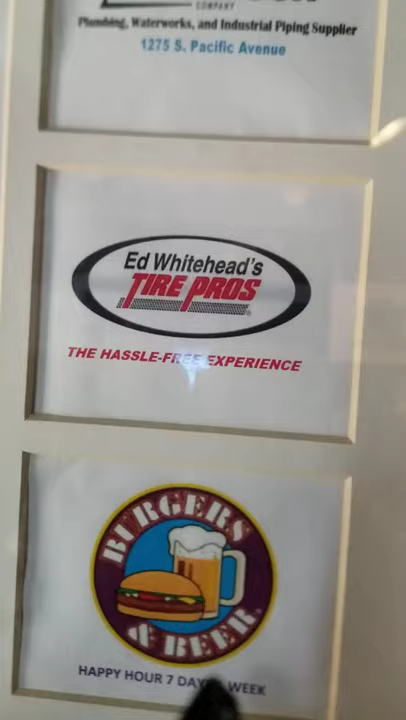 COMPANY
Plumbing, Waterworks, and Industrial Piping Supplier
1275 S. Pacific Avenue
Ed Whitehead's
TIRE PROS
THE HASSLE-FREE EXPERIENCE
BURGERS
& BEER
HAPPY HOUR 7 DAYS WEEK